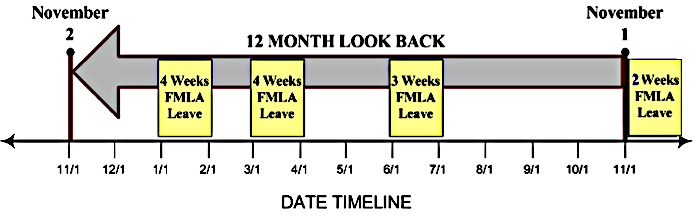 November
2
November
1
12 MONTH LOOK BACK
4 Weeks
FMLA
Leave
4 Weeks
FMLA
Leave
3 Weeks
FMLA
Leave
2 Weeks
FMLA
Leave
11/1 12/1 1/1 2/1 3/1 4/1 5/1 6/1 7/1 8/1 9/1 10/1 11/1
DATE TIMELINE